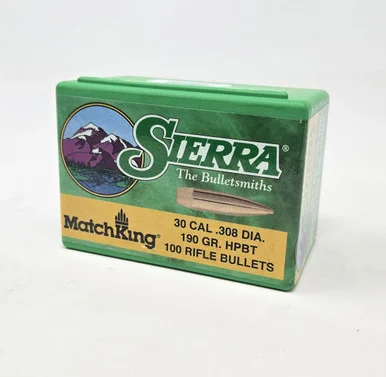 SIERRA®
The Bulletsmiths
MatchKing®
30 CAL .308 DIA.
190 GR. HPBT
100 RIFLE BULLETS